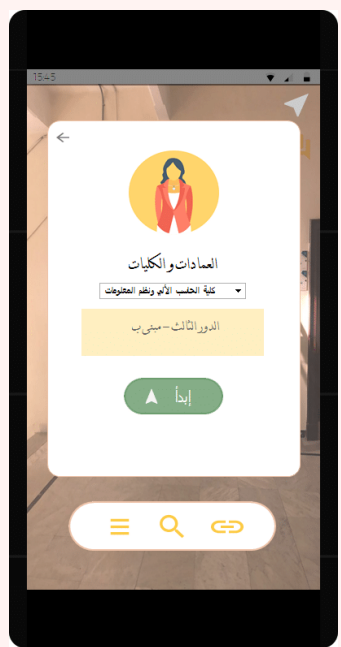 15:45
العمادات والكليات
كلية الحاسب الآلي ونظم المعلومات
الدور الثالث - مبنى ب
إبدأ